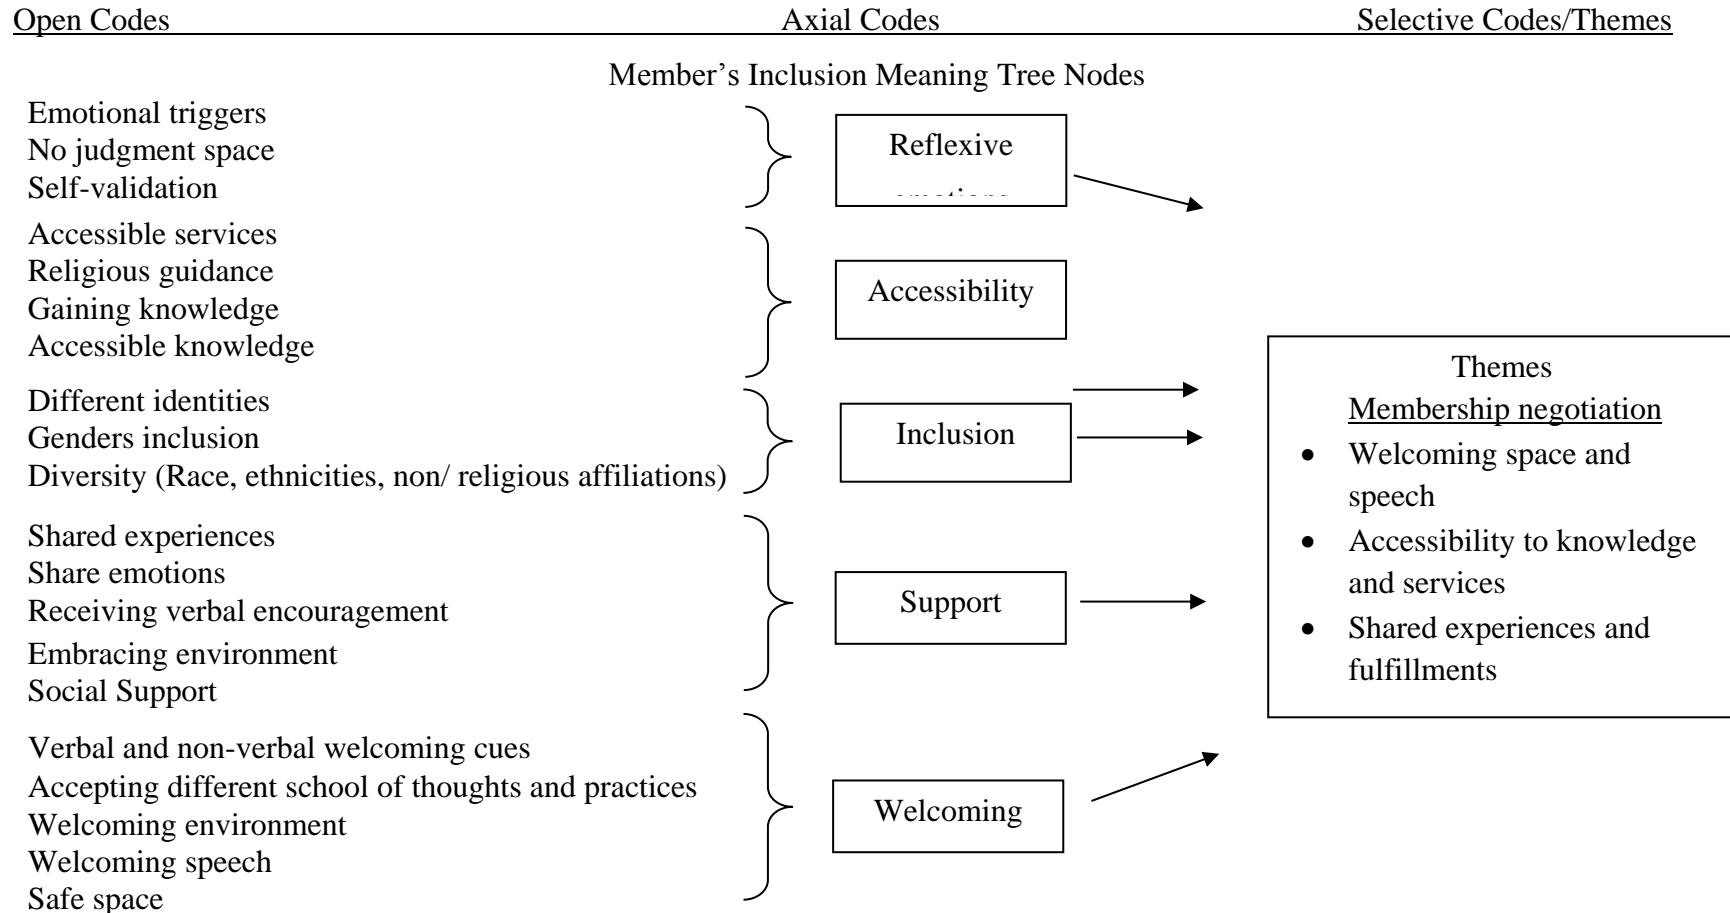 Open Codes Axial Codes Selective Codes/Themes
Member’s Inclusion Meaning Tree Nodes
Emotional triggers
No judgment space
Self-validation
Reflexive
Accessible services
Religious guidance
Gaining knowledge
Accessible knowledge
Accessibility
Different identities
Genders inclusion
Diversity (Race, ethnicities, non/ religious affiliations)
Inclusion
Shared experiences
Share emotions
Receiving verbal encouragement
Embracing environment
Social Support
Support
Verbal and non-verbal welcoming cues
Accepting different school of thoughts and practices
Welcoming environment
Welcoming speech
Safe space
Welcoming
Themes
Membership negotiation
• Welcoming space and
speech
• Accessibility to knowledge
and services
• Shared experiences and
fulfillments